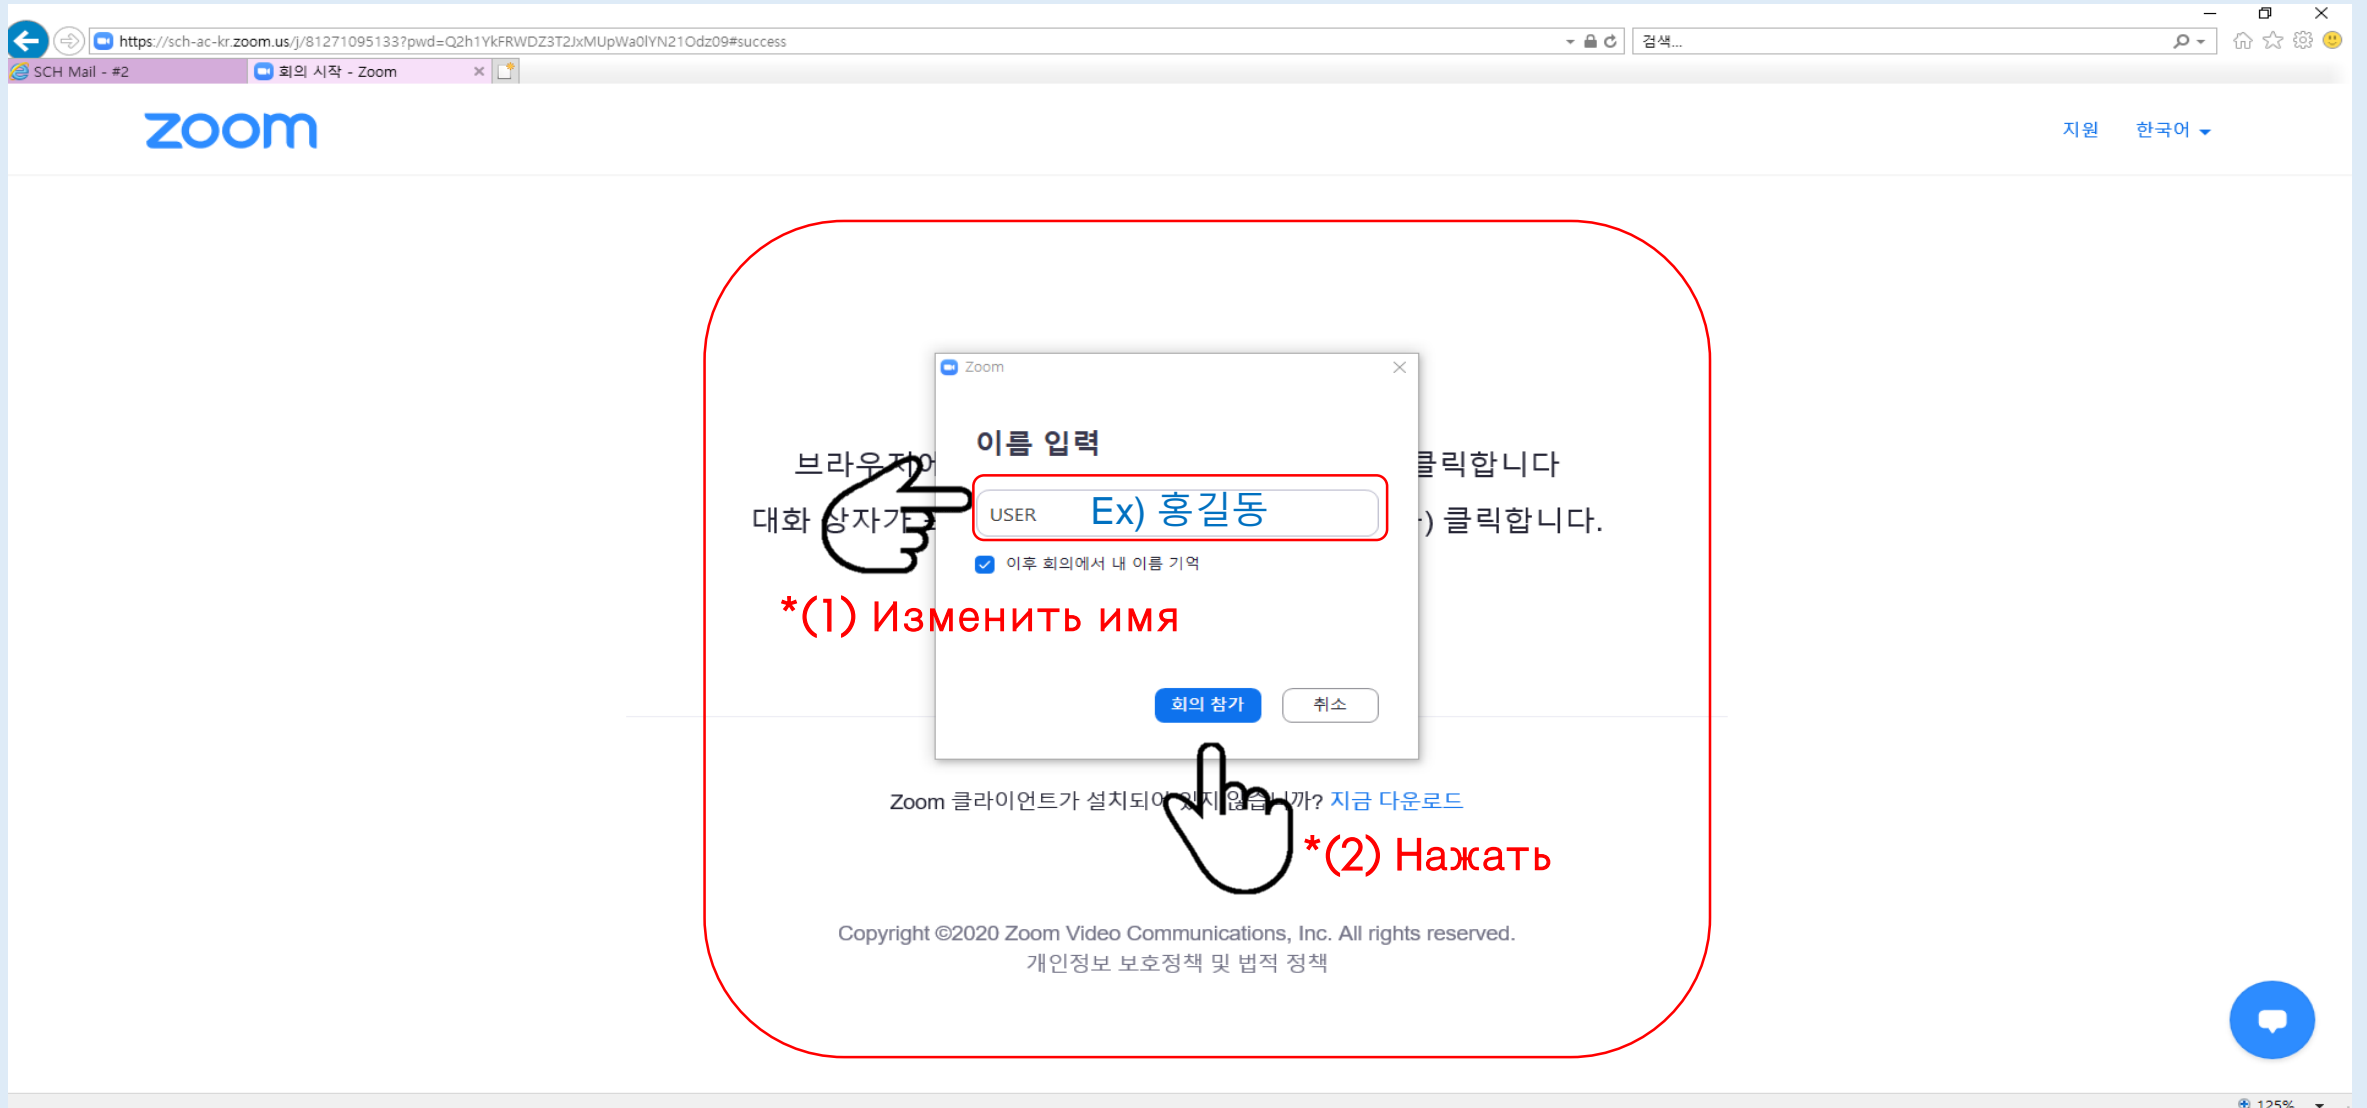 https://sch-ac-kr.zoom.us/j/81271095133?pwd=Q2h1YkFRWDZ3T2JxMUpWa0lYN21Odz09#success
검색...
SCH Mail - #2
회의 시작 - Zoom
zoom
지원 한국어
Zoom
이름 입력
브라우저에 클릭합니다
USER Ex) 홍길동
대화 상자가 클릭합니다.
이후 회의에서 내 이름 기억
*(1) Изменить имя
회의 참가 취소
Zoom 클라이언트가 설치되어 있지 않습니까? 지금 다운로드
*(2) Нажать
Copyright ©2020 Zoom Video Communications, Inc. All rights reserved.
개인정보 보호정책 및 법적 정책
125%